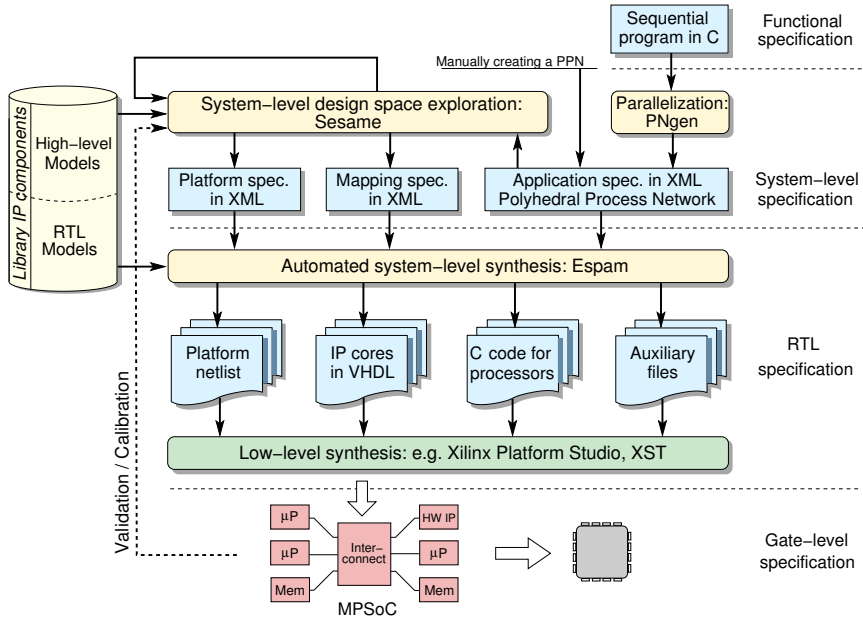 Sequential
program in C
Functional
specification
Manually creating a PPN
System-level design space exploration:
Sesame
Parallelization:
PNgen
Library IP components
High-level
Models
RTL
Models
Platform spec.
in XML
Mapping spec.
in XML
Application spec. in XML
Polyhedral Process Network
System-level
specification
Automated system-level synthesis: Espam
Platform
netlist
IP cores
in VHDL
C code for
processors
Auxiliary
files
RTL
specification
Low-level synthesis: e.g. Xilinx Platform Studio, XST
Validation / Calibration
μP
HW IP
μP
Inter-
connect
μP
Mem
Mem
MPSoC
Gate-level
specification